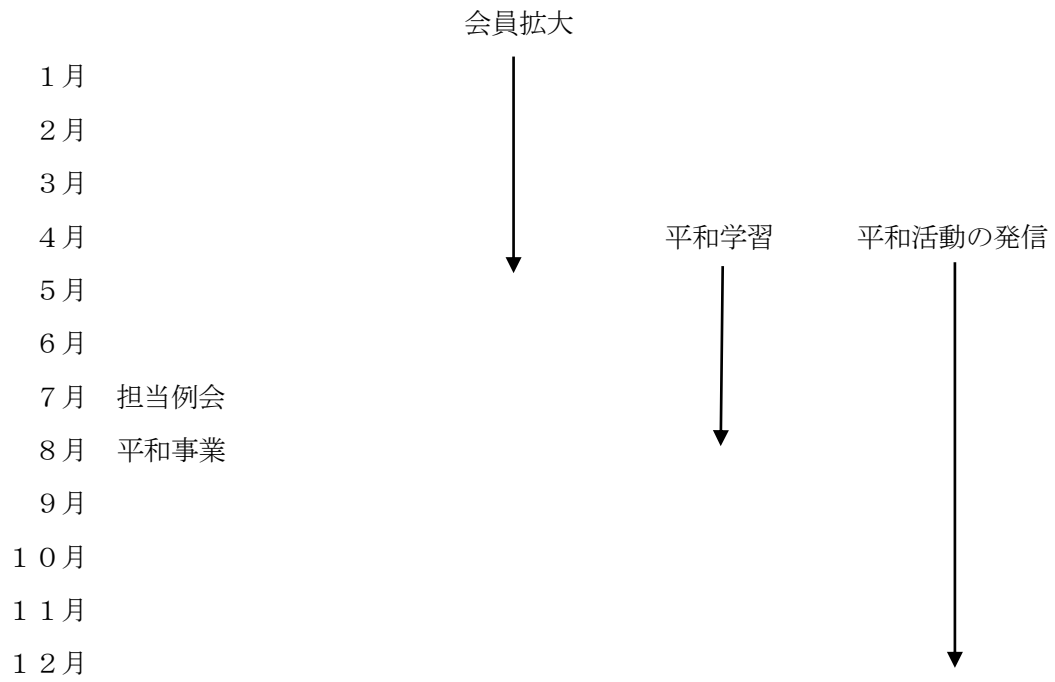 会員拡大
１月
２月
３月
４月 平和学習 平和活動の発信
５月
６月
７月 担当例会
８月 平和事業
９月
１０月
１１月
１２月